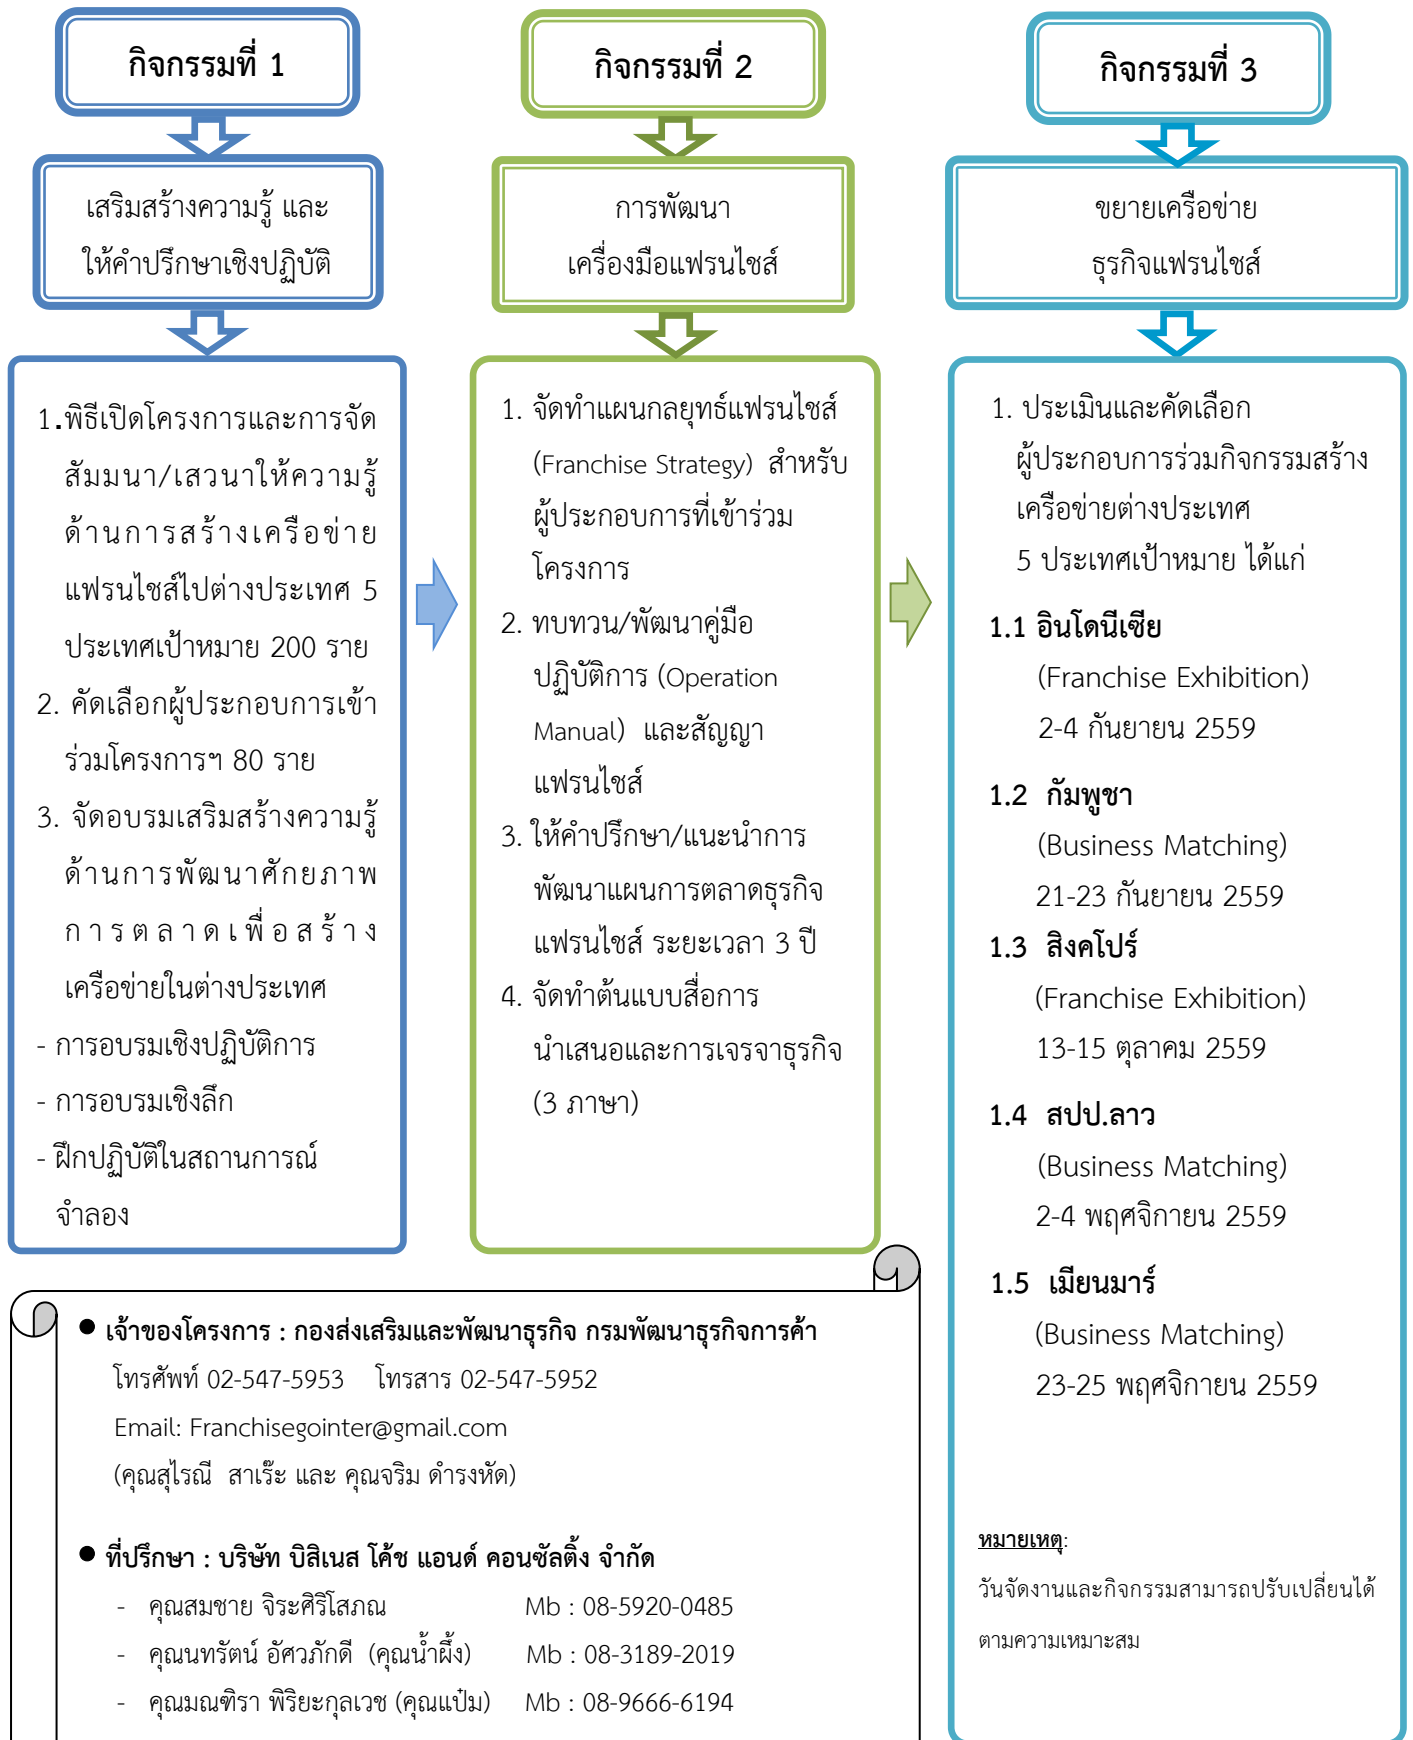 กิจกรรมที่ 1
เสริมสร้างความรู้ และ
ให้คำปรึกษาเชิงปฏิบัติ
1.พิธีเปิดโครงการและการจัด
สัมมนา/เสวนาให้ความรู้
ด้านการสร้างเครือข่าย
แฟรนไชส์ไปต่างประเทศ 5
ประเทศเป้าหมาย 200 ราย
2. คัดเลือกผู้ประกอบการเข้า
ร่วมโครงการฯ 80 ราย
3. จัดอบรมเสริมสร้างความรู้
ด้านการพัฒนาศักยภาพ
การตลาดเพื่อสร้าง
เครือข่ายในต่างประเทศ
- การอบรมเชิงปฏิบัติการ
- การอบรมเชิงลึก
- ฝึกปฏิบัติในสถานการณ์
จำลอง
กิจกรรมที่ 2
การพัฒนา
เครื่องมือแฟรนไชส์
1. จัดทำแผนกลยุทธ์แฟรนไชส์
(Franchise Strategy) สำหรับ
ผู้ประกอบการที่เข้าร่วม
โครงการ
2. ทบทวน/พัฒนาคู่มือ
ปฏิบัติการ (Operation
Manual) และสัญญา
แฟรนไชส์
3. ให้คำปรึกษา/แนะนำการ
พัฒนาแผนการตลาดธุรกิจ
แฟรนไชส์ ระยะเวลา 3 ปี
4. จัดทำต้นแบบสื่อการ
นำเสนอและการเจรจาธุรกิจ
(3 ภาษา)
กิจกรรมที่ 3
ขยายเครือข่าย
ธุรกิจแฟรนไชส์
1. ประเมินและคัดเลือก
ผู้ประกอบการร่วมกิจกรรมสร้าง
เครือข่ายต่างประเทศ
5 ประเทศเป้าหมาย ได้แก่
1.1 อินโดนีเซีย
(Franchise Exhibition)
2-4 กันยายน 2559
1.2 กัมพูชา
(Business Matching)
21-23 กันยายน 2559
1.3 สิงคโปร์
(Franchise Exhibition)
13-15 ตุลาคม 2559
1.4 สปป.ลาว
(Business Matching)
2-4 พฤศจิกายน 2559
1.5 เมียนมาร์
(Business Matching)
23-25 พฤศจิกายน 2559
หมายเหตุ:
วันจัดงานและกิจกรรมสามารถปรับเปลี่ยนได้
ตามความเหมาะสม
● เจ้าของโครงการ : กองส่งเสริมและพัฒนาธุรกิจ กรมพัฒนาธุรกิจการค้า
โทรศัพท์ 02-547-5953 โทรสาร 02-547-5952
Email: Franchisegointer@gmail.com
(คุณสุไรณี สาเร๊ะ และ คุณจริม ดำรงหัด)
● ที่ปรึกษา : บริษัท บิสิเนส โค้ช แอนด์ คอนซัลติ้ง จำกัด
- คุณสมชาย จิระศิริโสภณ Mb : 08-5920-0485
- คุณนทรัตน์ อัศวภักดี (คุณน้ำผึ้ง) Mb : 08-3189-2019
- คุณมณฑิรา พิริยะกุลเวช (คุณแป๋ม) Mb : 08-9666-6194